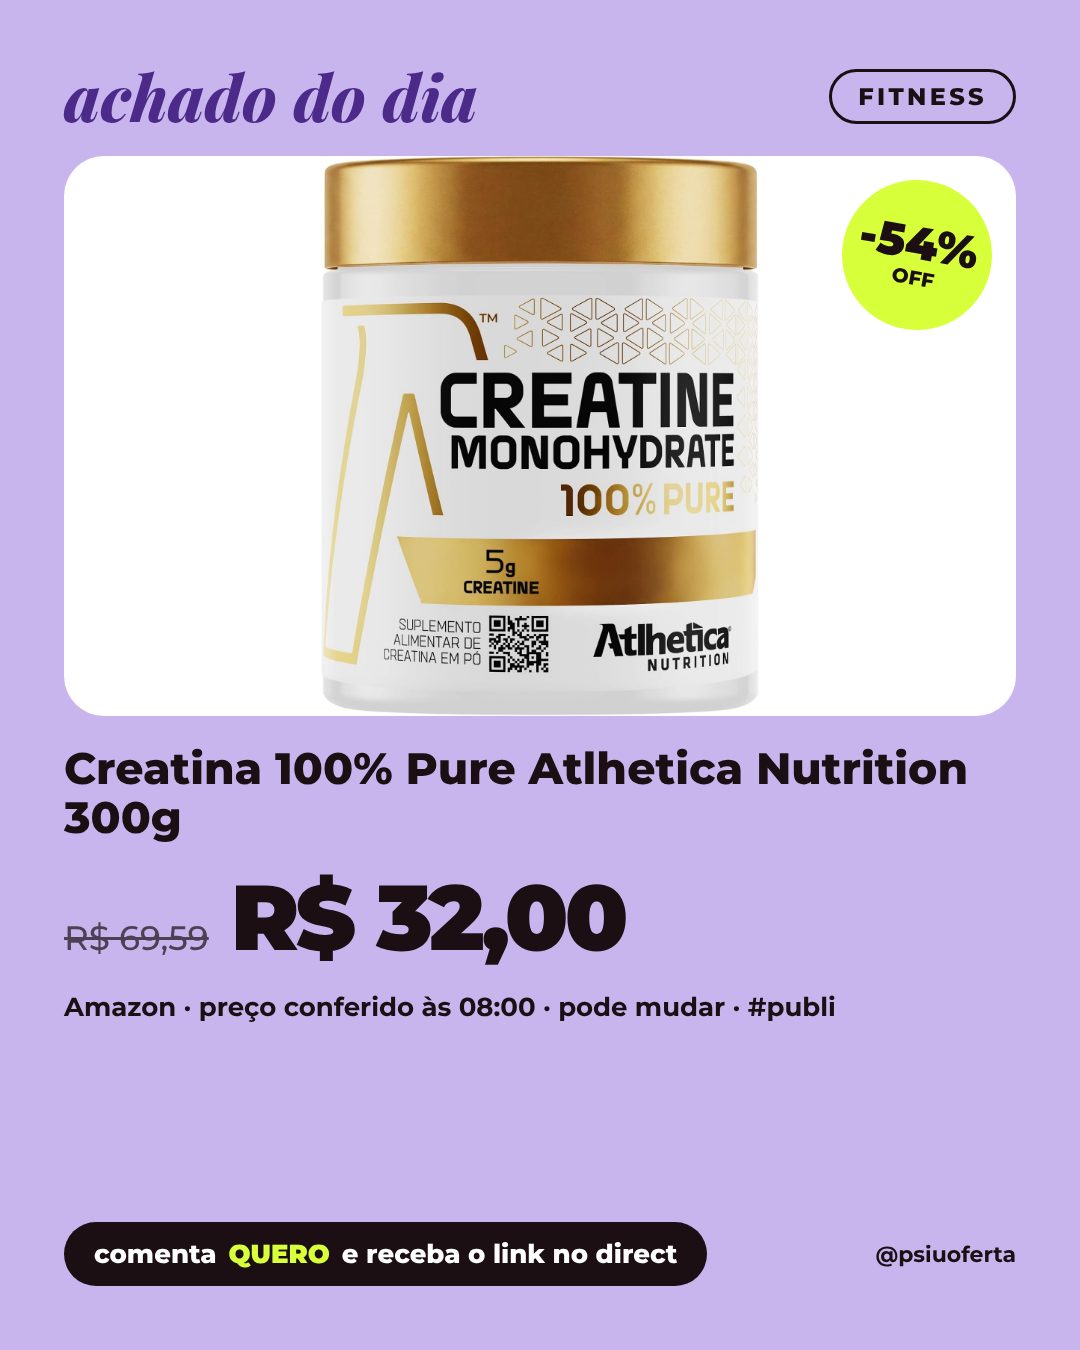 achado do dia
FITNESS
-54%
OFF
TM
CREATINE
MONOHYDRATE
100% PURE
5g
CREATINE
SUPLEMENTO
ALIMENTAR DE
CREATINA EM PÓ
Atlhetica
NUTRITION
Creatina 100% Pure Atlhetica Nutrition
300g
R$ 69,59 R$ 32,00
Amazon · preço conferido às 08:00 · pode mudar · #publi
comenta QUERO e receba o link no direct
@psiuoferta